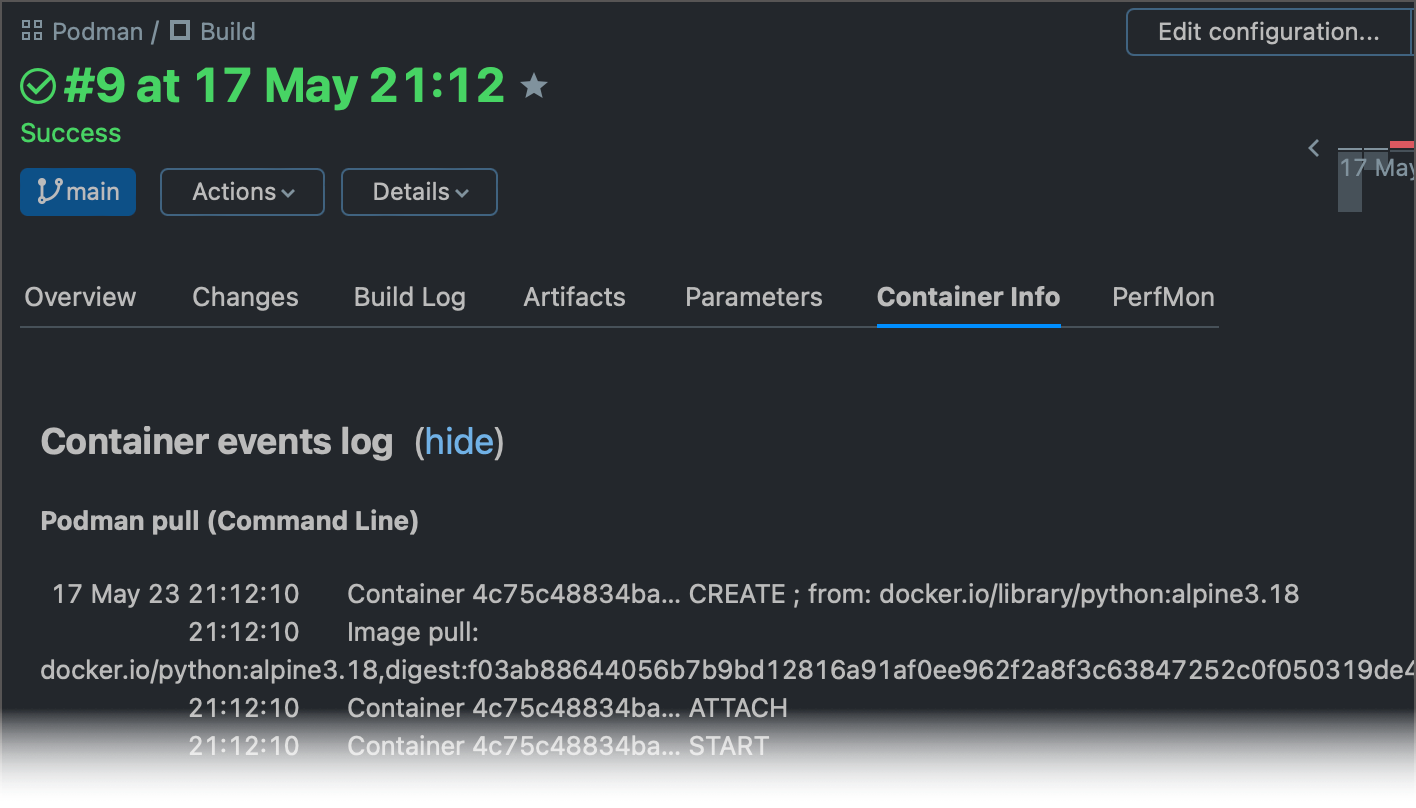 Podman / Build
Edit configuration...
#9 at 17 May 21:12
Success
17 May
main
Actions
Details
Overview
Changes
Build Log
Artifacts
Parameters
Container Info
PerfMon
Container events log (hide)
Podman pull (Command Line)
17 May 23 21:12:10 Container 4c75c48834ba... CREATE ; from: docker.io/library/python:alpine3.18
21:12:10 Image pull:
docker.io/python:alpine3.18,digest:f03ab88644056b7b9bd12816a91af0ee962f2a8f3c63847252c0f050319de4
21:12:10 Container 4c75c48834ba... ATTACH
21:12:10 Container 4c75c48834ba... START